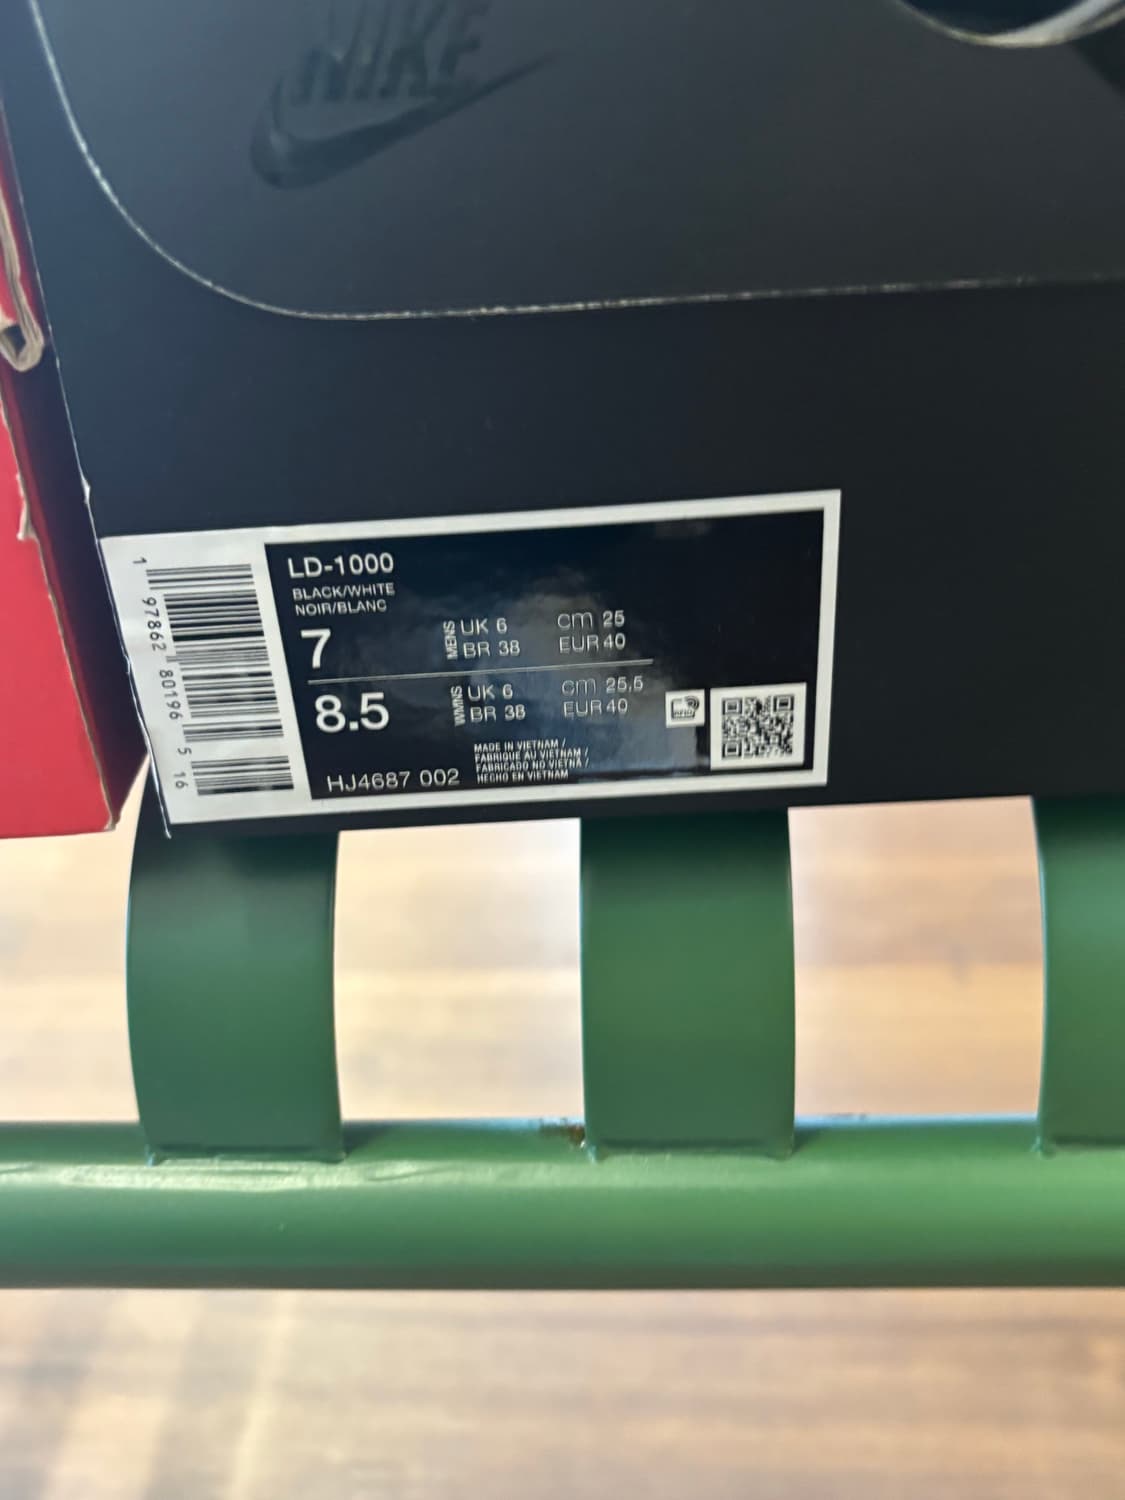 NIKE
LD-1000
BLACK/WHITE
NOIR/BLANC
7
MENS
UK 6 cm 25
BR 38 EUR 40
8.5
WMNS
UK 6 cm 25.5
BR 38 EUR 40
MADE IN VIETNAM /
FABRIQUE AU VIETNAM /
FABRICADO NO VIETNÃ /
HECHO EN VIETNAM
HJ4687 002
1 97862 80196 5 16